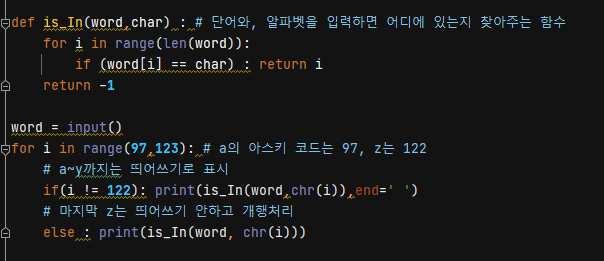 def is_In(word,char) : # 단어와, 알파벳을 입력하면 어디에 있는지 찾아주는 함수
    for i in range(len(word)):
        if (word[i] == char) : return i
    return -1

word = input()
for i in range(97,123): # a의 아스키 코드는 97, z는 122
    # a~y까지는 띄어쓰기로 표시
    if(i != 122): print(is_In(word,chr(i)),end=' ')
    # 마지막 z는 띄어쓰기 안하고 개행처리
    else : print(is_In(word, chr(i)))